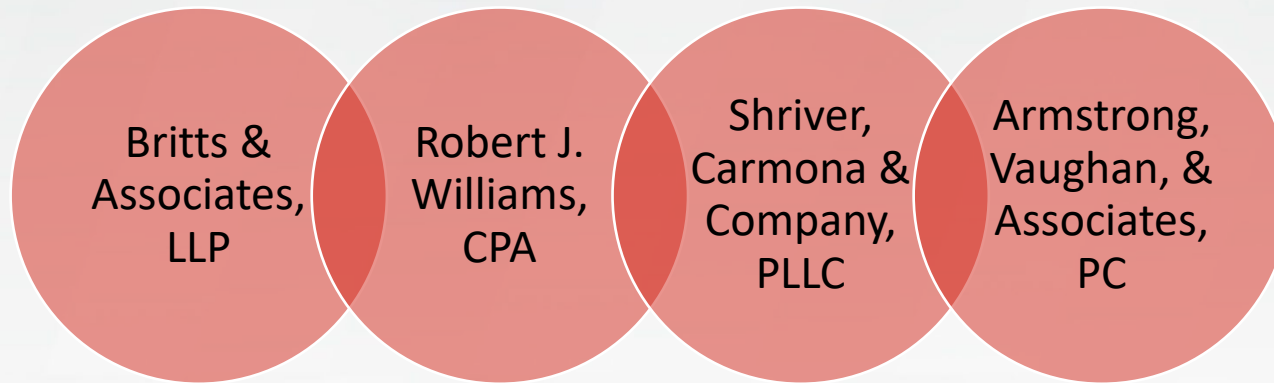 Britts &
Associates,
LLP
Robert J.
Williams,
CPA
Shriver,
Carmona &
Company,
PLLC
Armstrong,
Vaughan, &
Associates,
PC